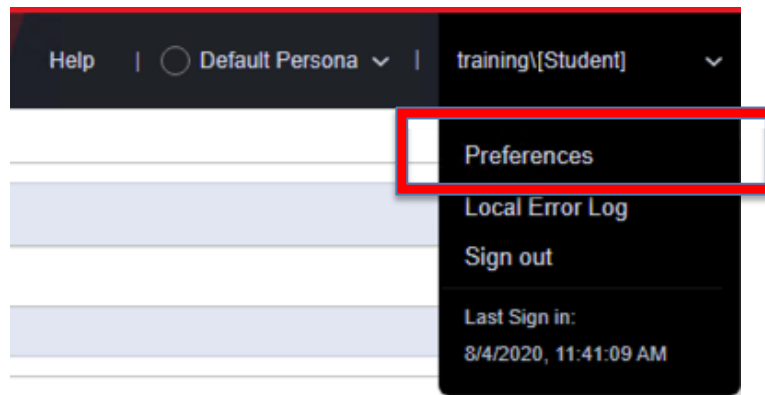 Help | Default Persona | training\[Student]
Preferences
Local Error Log
Sign out
Last Sign in:
8/4/2020, 11:41:09 AM